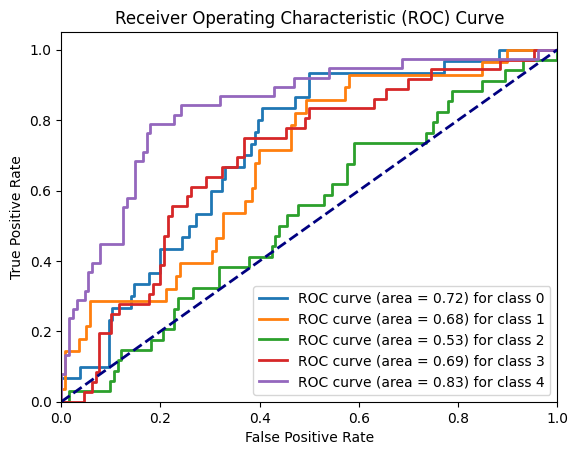 Receiver Operating Characteristic (ROC) Curve
1.0
0.8
0.6
0.4
0.2
0.0
True Positive Rate
ROC curve (area = 0.72) for class 0
ROC curve (area = 0.68) for class 1
ROC curve (area = 0.53) for class 2
ROC curve (area = 0.69) for class 3
ROC curve (area = 0.83) for class 4
0.0 0.2 0.4 0.6 0.8 1.0
False Positive Rate